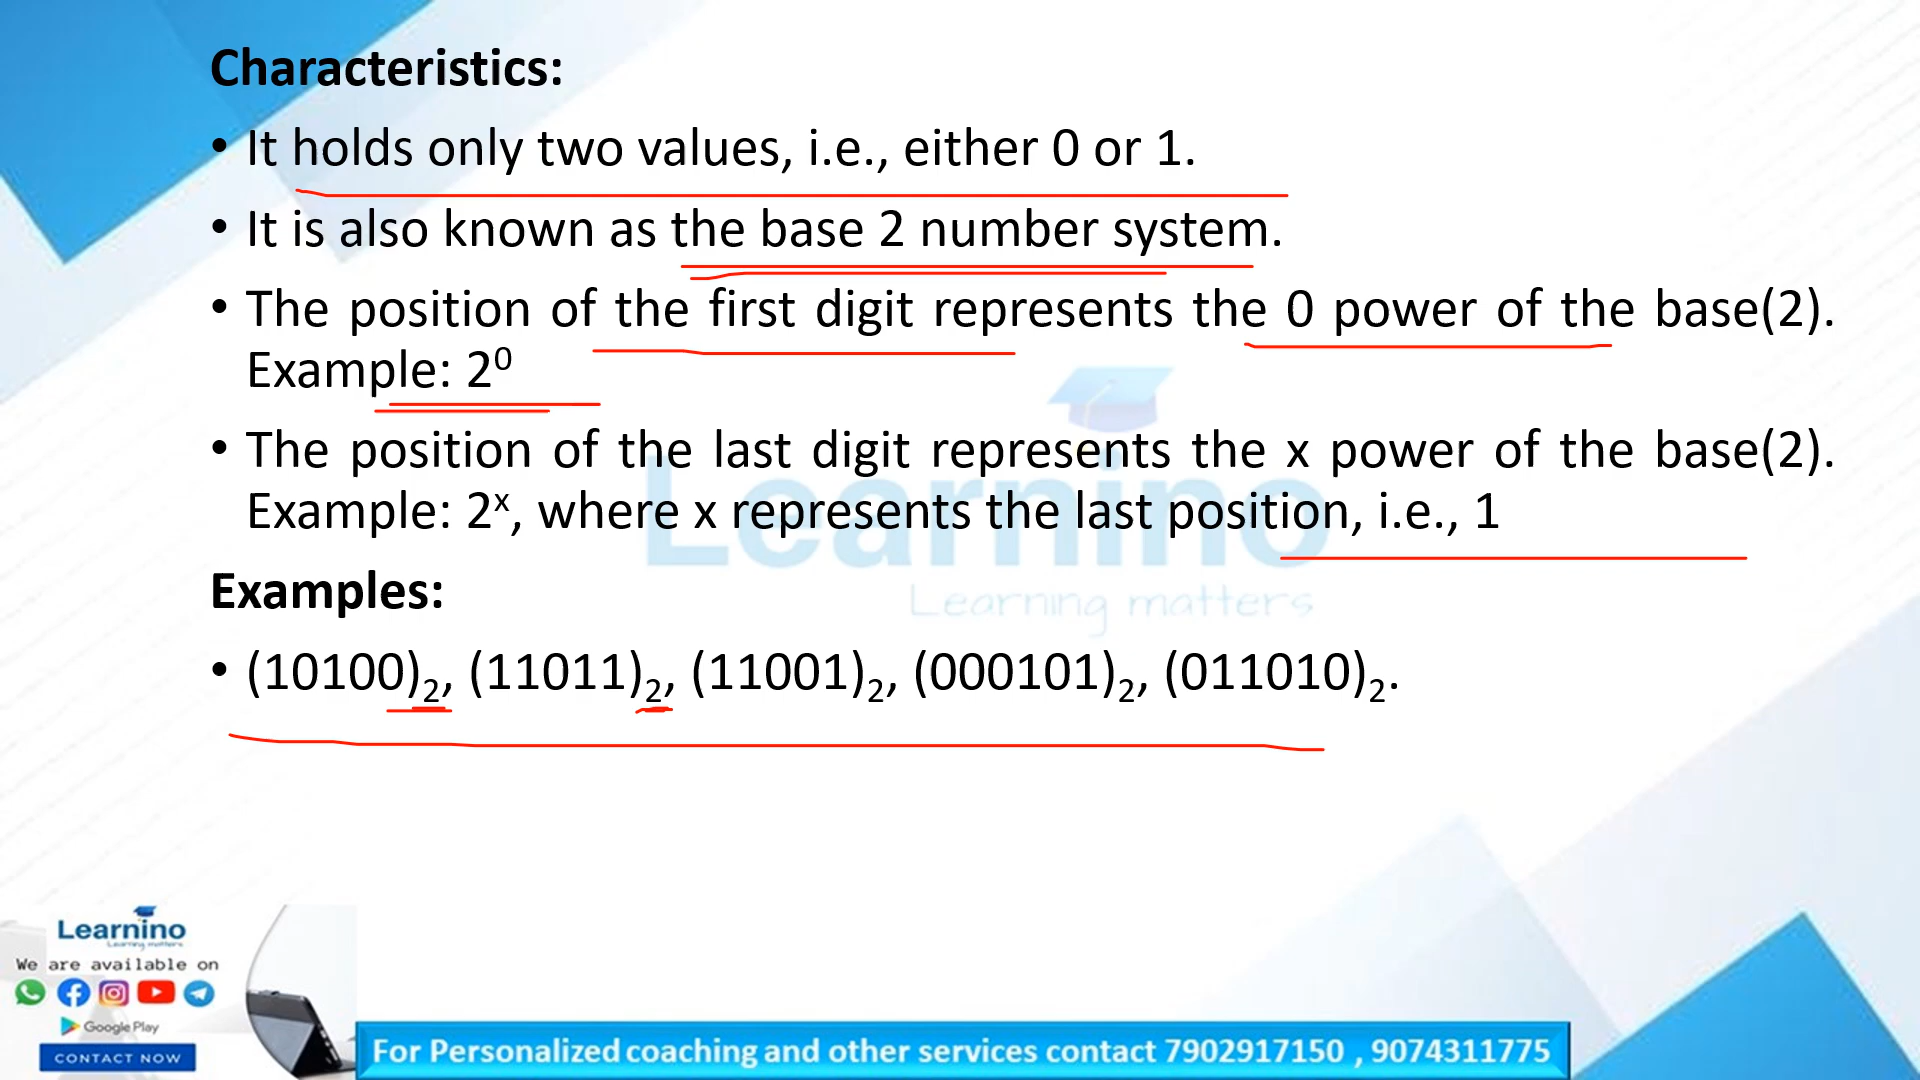 Characteristics:
• It holds only two values, i.e., either 0 or 1.
• It is also known as the base 2 number system.
• The position of the first digit represents the 0 power of the base(2).
Example: 2⁰
• The position of the last digit represents the x power of the base(2).
Example: 2ˣ, where x represents the last position, i.e., 1
Examples:
• (10100)₂, (11011)₂, (11001)₂, (000101)₂, (011010)₂.
Learnino
Learning matters
Learnino
Learning matters
We are available on
Google Play
CONTACT NOW
For Personalized coaching and other services contact 7902917150 , 9074311775